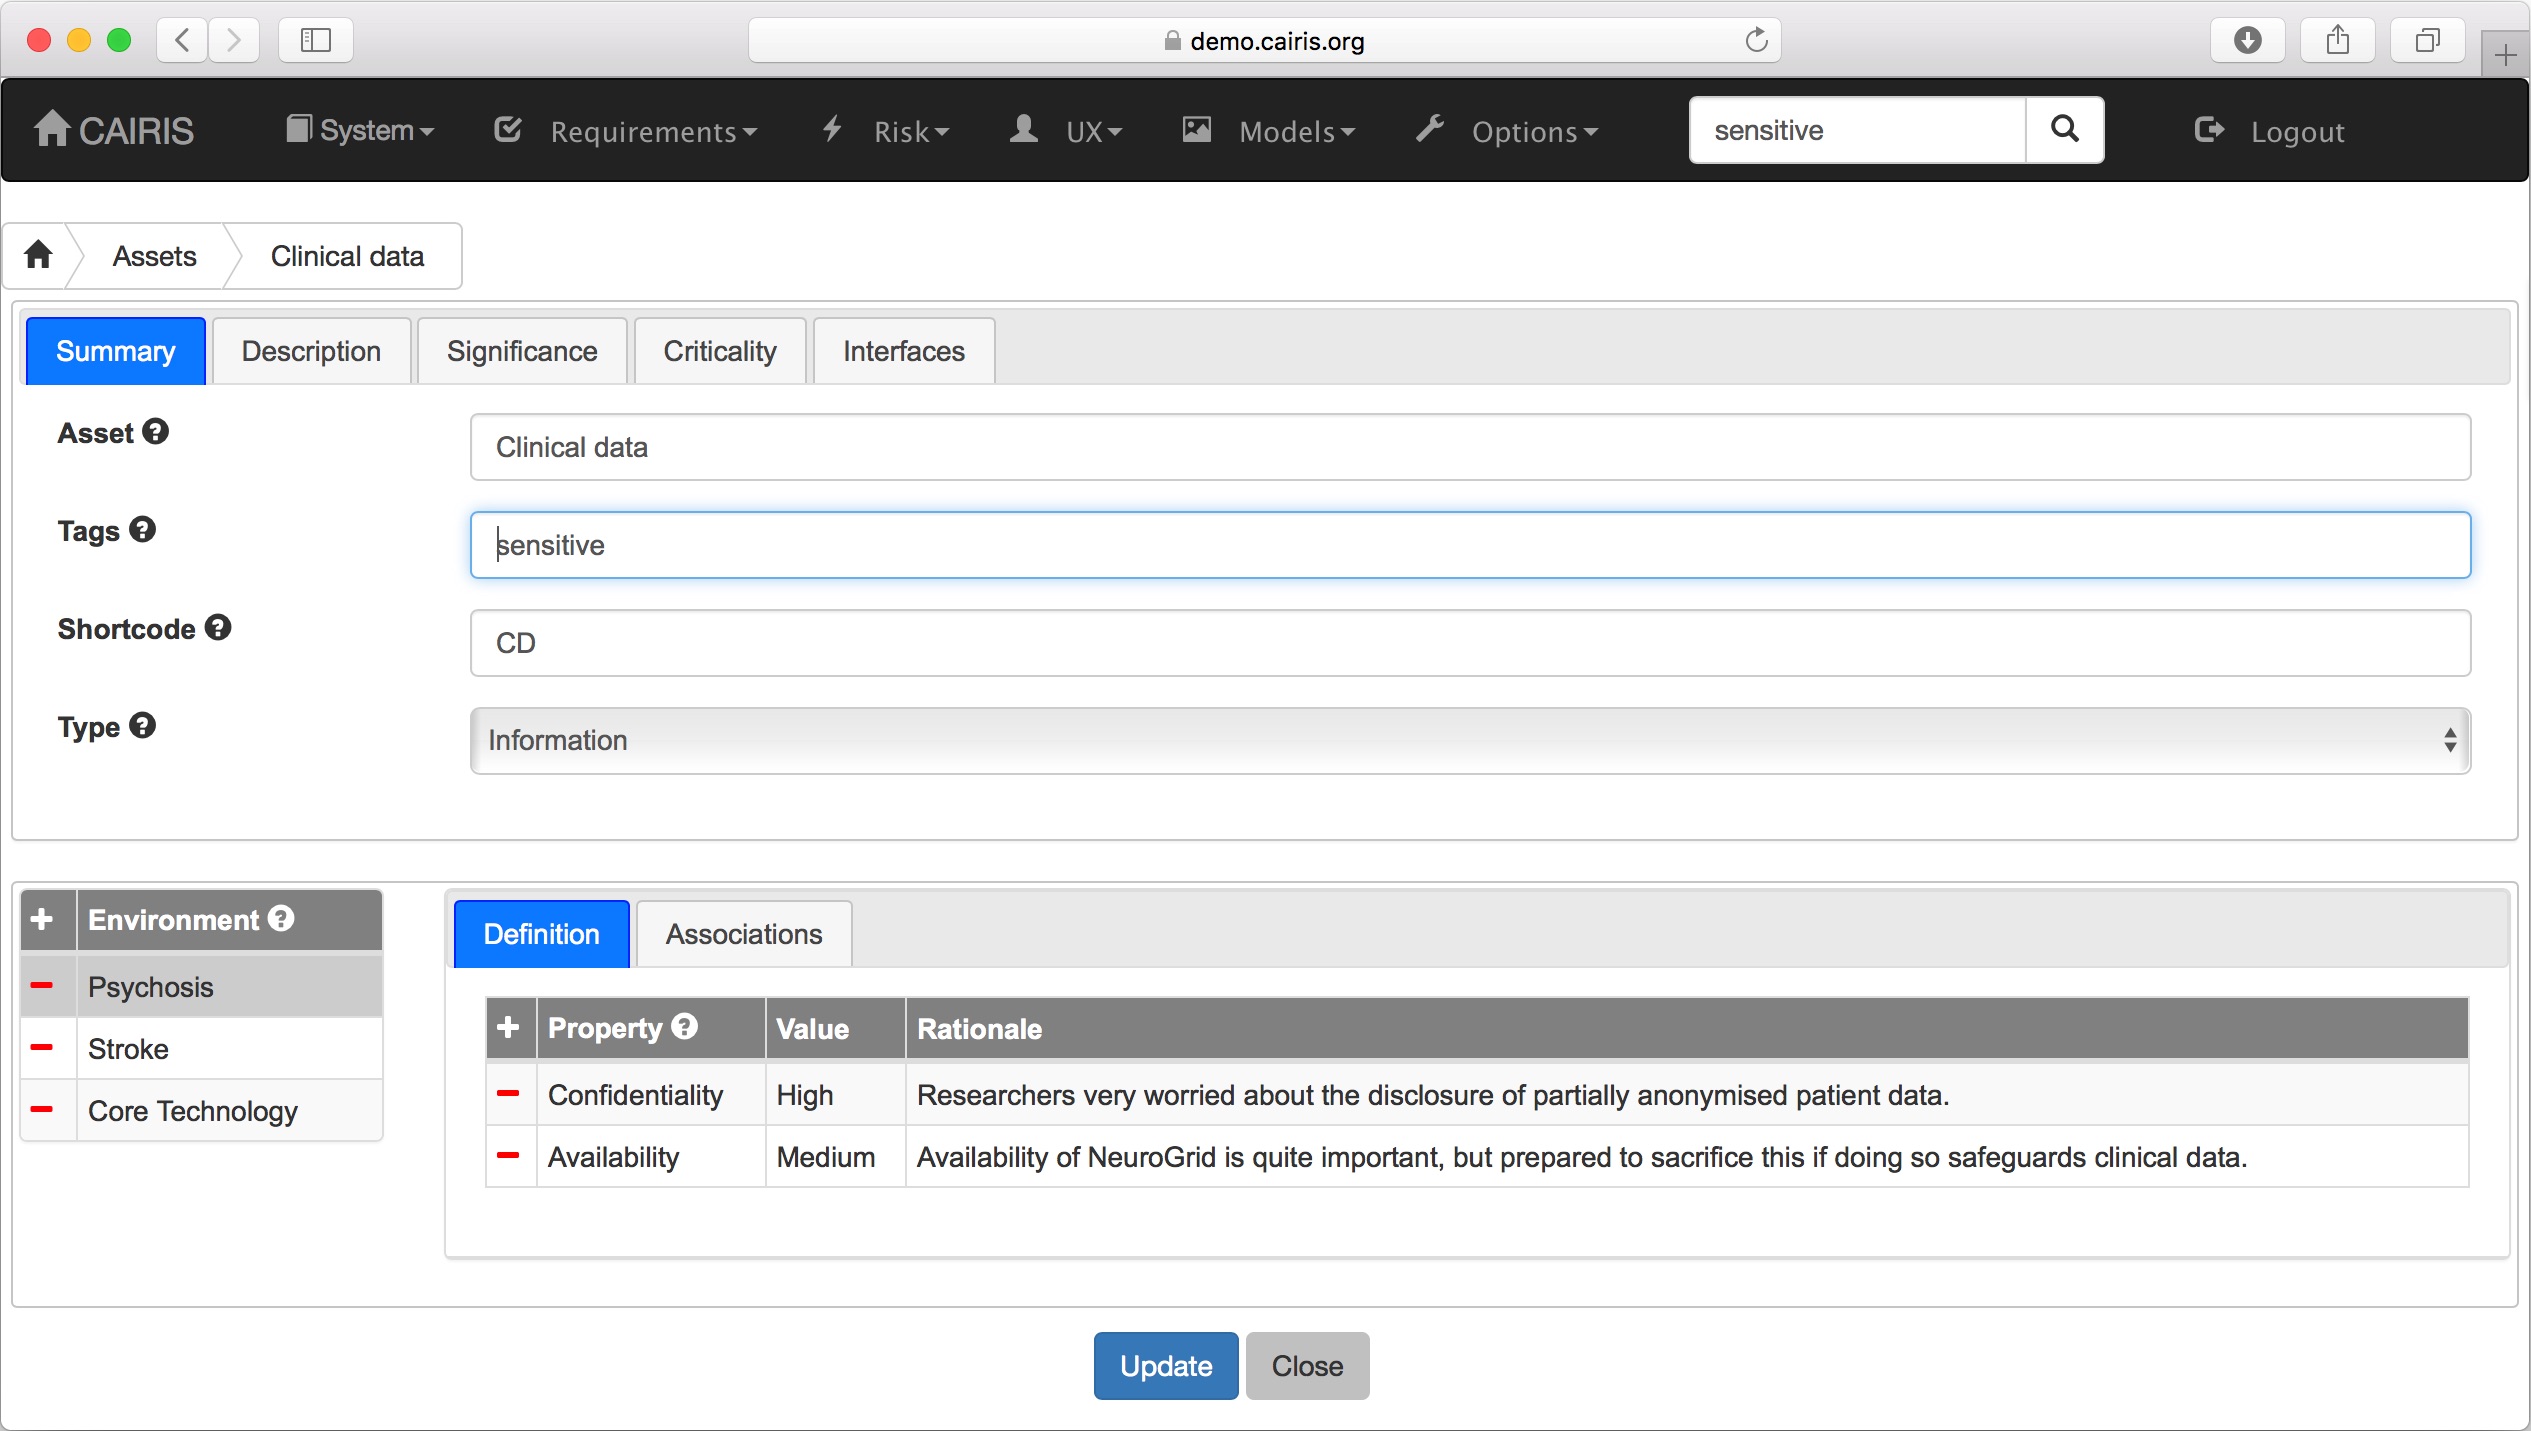 demo.cairis.org
CAIRIS System Requirements Risk UX Models Options sensitive Logout
Assets Clinical data
Summary Description Significance Criticality Interfaces
Asset Clinical data
Tags sensitive
Shortcode CD
Type Information
Environment
Psychosis
Stroke
Core Technology
Definition Associations
Property Value Rationale
Confidentiality High Researchers very worried about the disclosure of partially anonymised patient data.
Availability Medium Availability of NeuroGrid is quite important, but prepared to sacrifice this if doing so safeguards clinical data.
Update Close